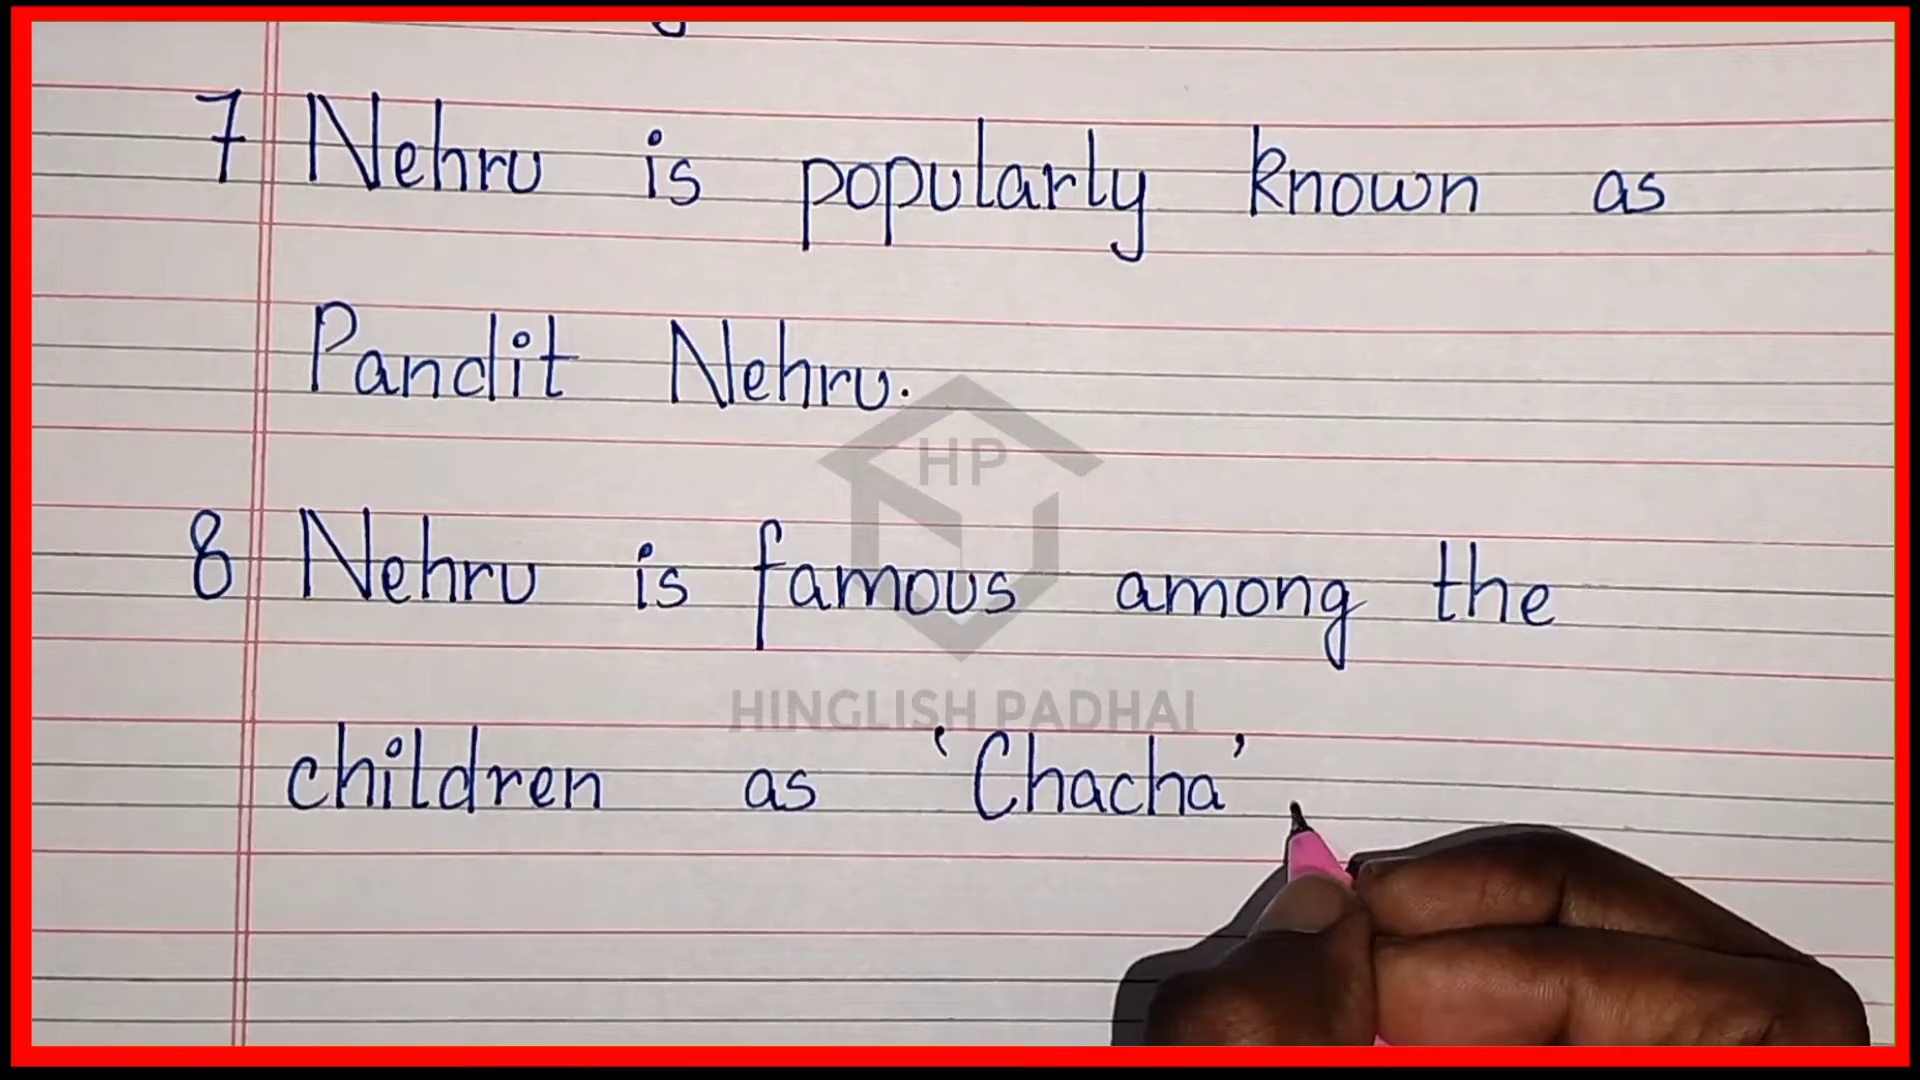 7 Nehru is popularly known as
Pandit Nehru.
HP
8 Nehru is famous among the
HINGLISH PADHAI
children as 'Chacha'